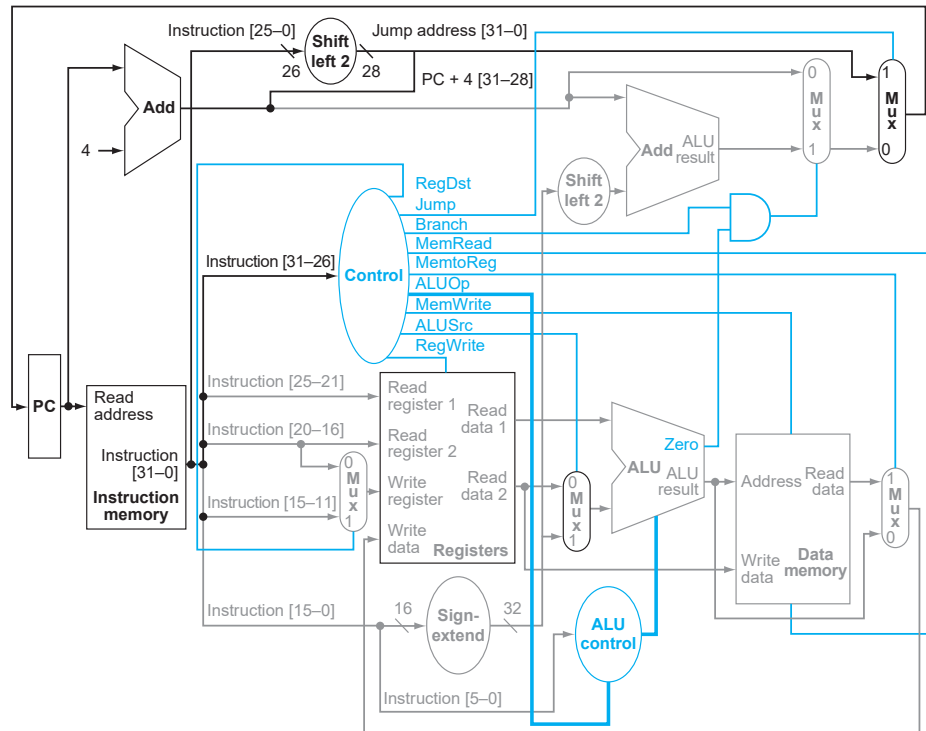 Instruction [25–0]
Shift
left 2
Jump address [31–0]
26
28
PC + 4 [31–28]
Add
4
0
M
u
x
1
1
M
u
x
0
Add
ALU
result
Shift
left 2
RegDst
Jump
Branch
MemRead
MemtoReg
ALUOp
MemWrite
ALUSrc
RegWrite
Instruction [31–26]
Control
PC
Read
address
Instruction
[31–0]
Instruction
memory
Instruction [25–21]
Instruction [20–16]
Instruction [15–11]
0
M
u
x
1
Read
register 1
Read
register 2
Write
register
Write
data
Read
data 1
Read
data 2
Registers
0
M
u
x
1
Zero
ALU
ALU
result
Address
Read
data
Write
data
Data
memory
1
M
u
x
0
Instruction [15–0]
16
Sign-
extend
32
ALU
control
Instruction [5–0]